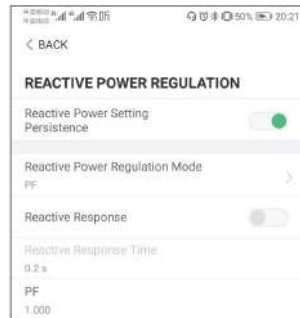 50% 20:21
< BACK
REACTIVE POWER REGULATION
Reactive Power Setting
Persistence
Reactive Power Regulation Mode
PF
Reactive Response
Reactive Response Time
0.2 s
PF
1.000